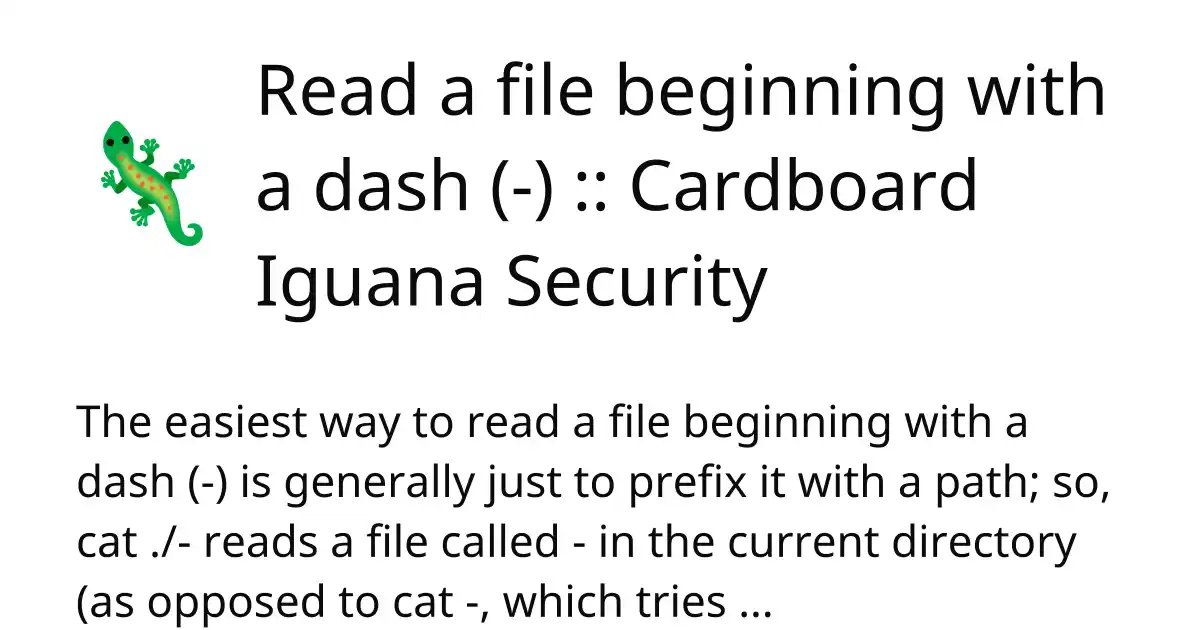 Read a file beginning with
a dash (-) :: Cardboard
Iguana Security
The easiest way to read a file beginning with a
dash (-) is generally just to prefix it with a path; so,
cat ./- reads a file called - in the current directory
(as opposed to cat -, which tries ...